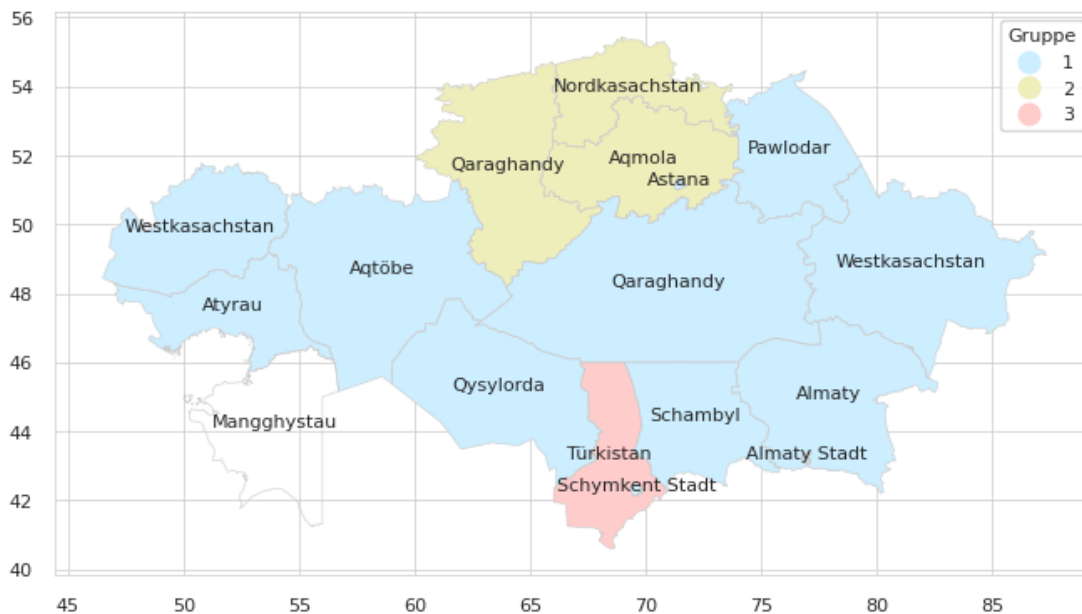 56
54
52
50
48
46
44
42
40
45 50 55 60 65 70 75 80 85
Gruppe
1
2
3
Nordkasachstan
Pawlodar
Aqmola
Qaraghandy
Astana
Westkasachstan
Aqtöbe
Westkasachstan
Qaraghandy
Atyrau
Qysylorda
Almaty
Schambyl
Mangghystau
Türkistan
Almaty Stadt
Schymkent Stadt